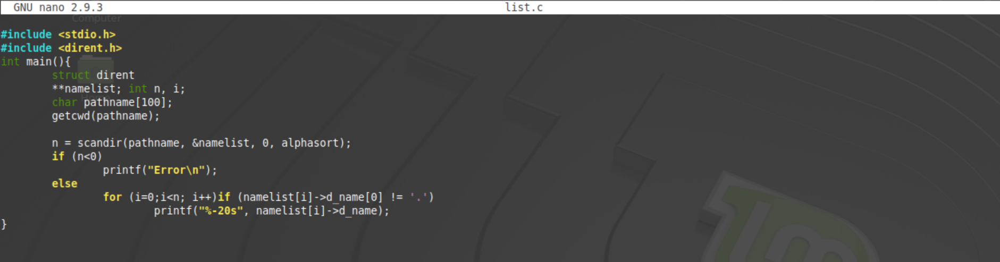 GNU nano 2.9.3 list.c
Computer
#include <stdio.h>
#include <dirent.h>
int main(){
struct dirent
**namelist; int n, i;
Home
char pathname[100];
getcwd(pathname);
n = scandir(pathname, &namelist, 0, alphasort);
if (n<0)
printf("Error\n");
else
for (i=0;i<n; i++)if (namelist[i]->d_name[0] != '.')
printf("%-20s", namelist[i]->d_name);
}